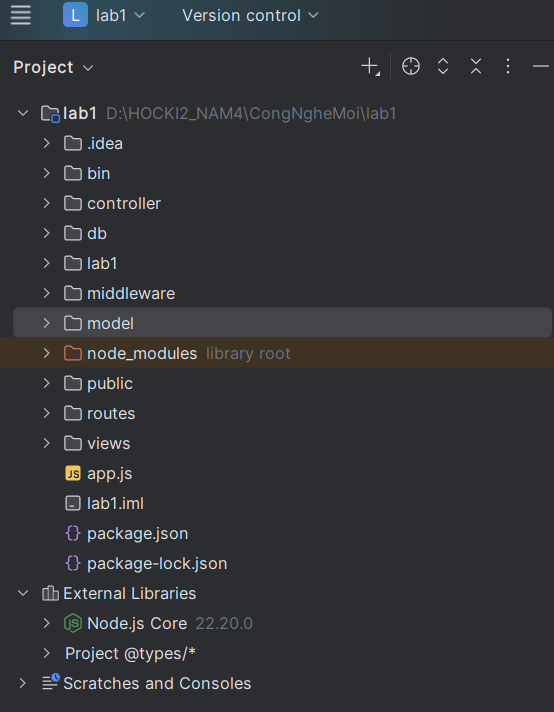 L lab1 Version control
Project
lab1 D:\HOCKI2_NAM4\CongNgheMoi\lab1
.idea
bin
controller
db
lab1
middleware
model
node_modules library root
public
routes
views
JS app.js
lab1.iml
{} package.json
{} package-lock.json
External Libraries
JS Node.js Core 22.20.0
Project @types/*
Scratches and Consoles